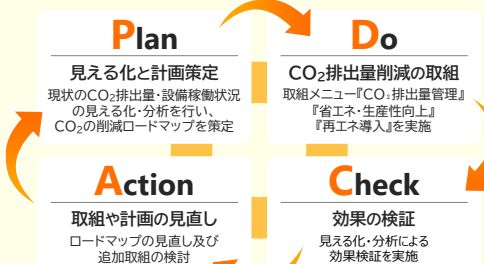 Plan
見える化と計画策定
現状のCO₂排出量・設備稼働状況
の見える化・分析を行い、
CO₂の削減ロードマップを策定
Do
CO₂排出量削減の取組
取組メニュー『CO₂排出量管理』
『省エネ・生産性向上』
『再エネ導入』を実施
Action
取組や計画の見直し
ロードマップの見直し及び
追加取組の検討
Check
効果の検証
見える化・分析による
効果検証を実施